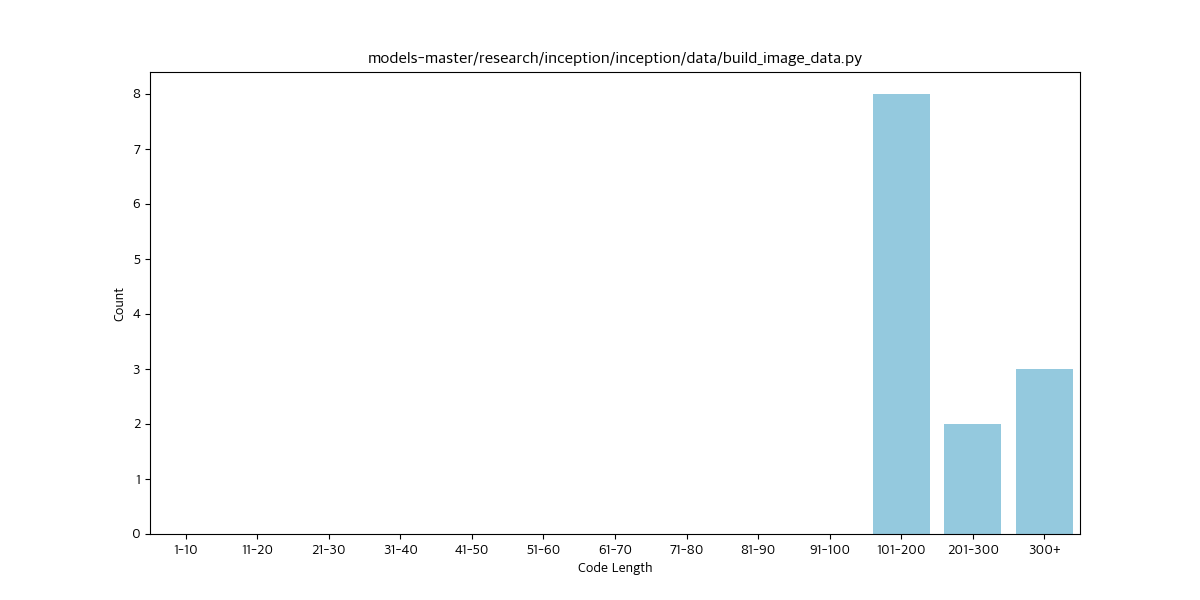 models-master/research/inception/inception/data/build_image_data.py
8
7
6
5
4
3
2
1
0
Count
1-10 11-20 21-30 31-40 41-50 51-60 61-70 71-80 81-90 91-100 101-200 201-300 300+
Code Length